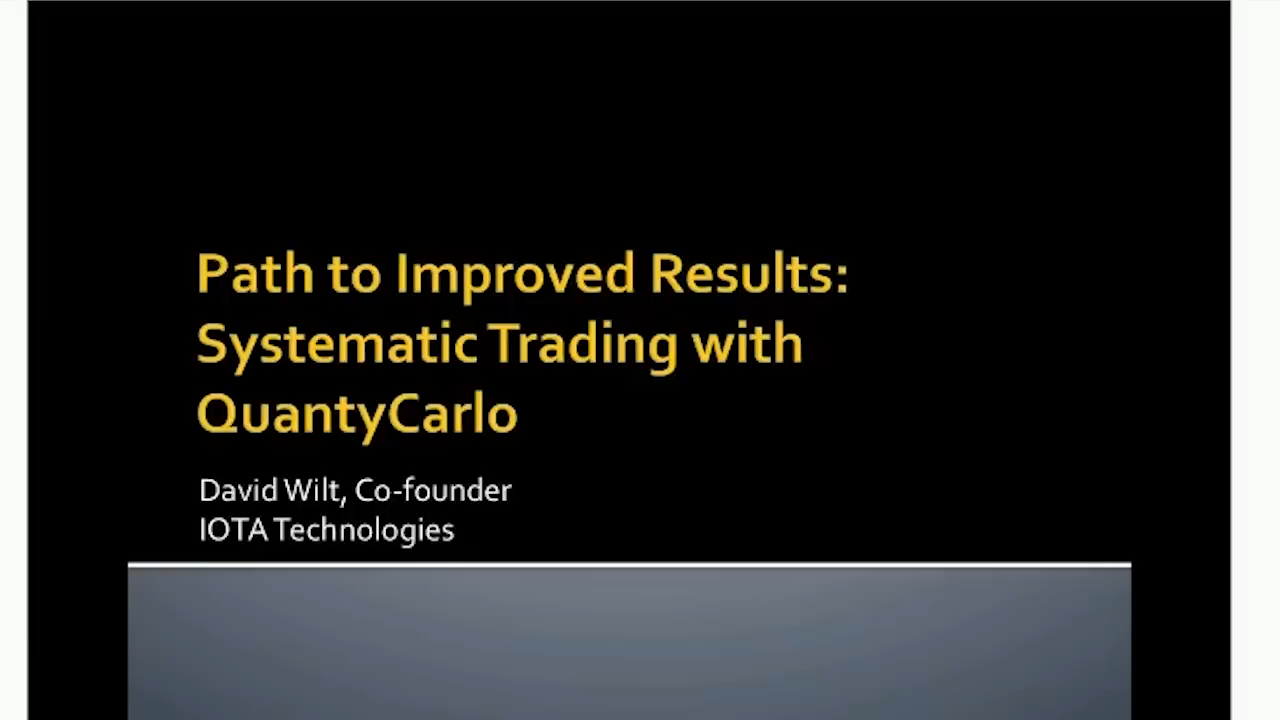 Path to Improved Results:
Systematic Trading with
QuantyCarlo
David Wilt, Co-founder
IOTA Technologies